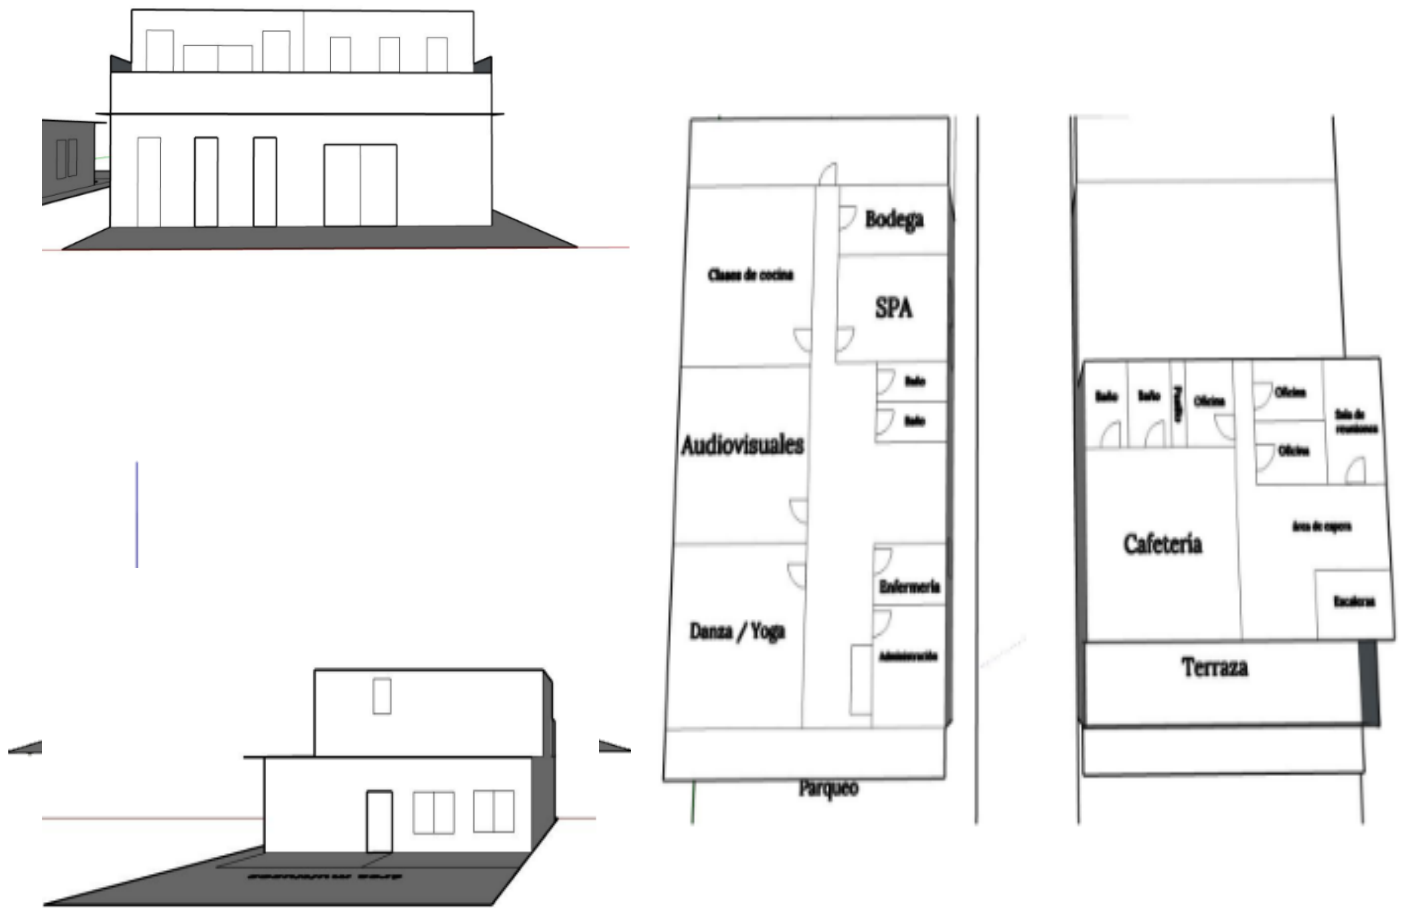 Bodega
Clases de cocina
SPA
Baño
Audiovisuales
Baño
Enfermería
Danza / Yoga
Administración
Parqueo
Baño
Baño
Oficina
Oficina
Sala de
reuniones
Oficina
Cafetería
Área de espera
Escaleras
Terraza